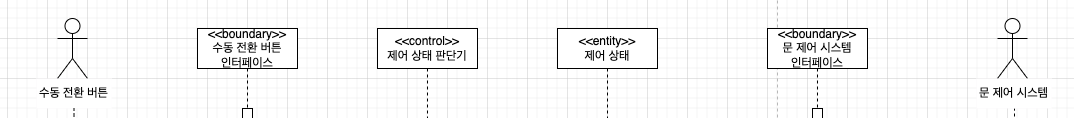 수동 전환 버튼
<<boundary>>
수동 전환 버튼
인터페이스
<<control>>
제어 상태 판단기
<<entity>>
제어 상태
<<boundary>>
문 제어 시스템
인터페이스
문 제어 시스템